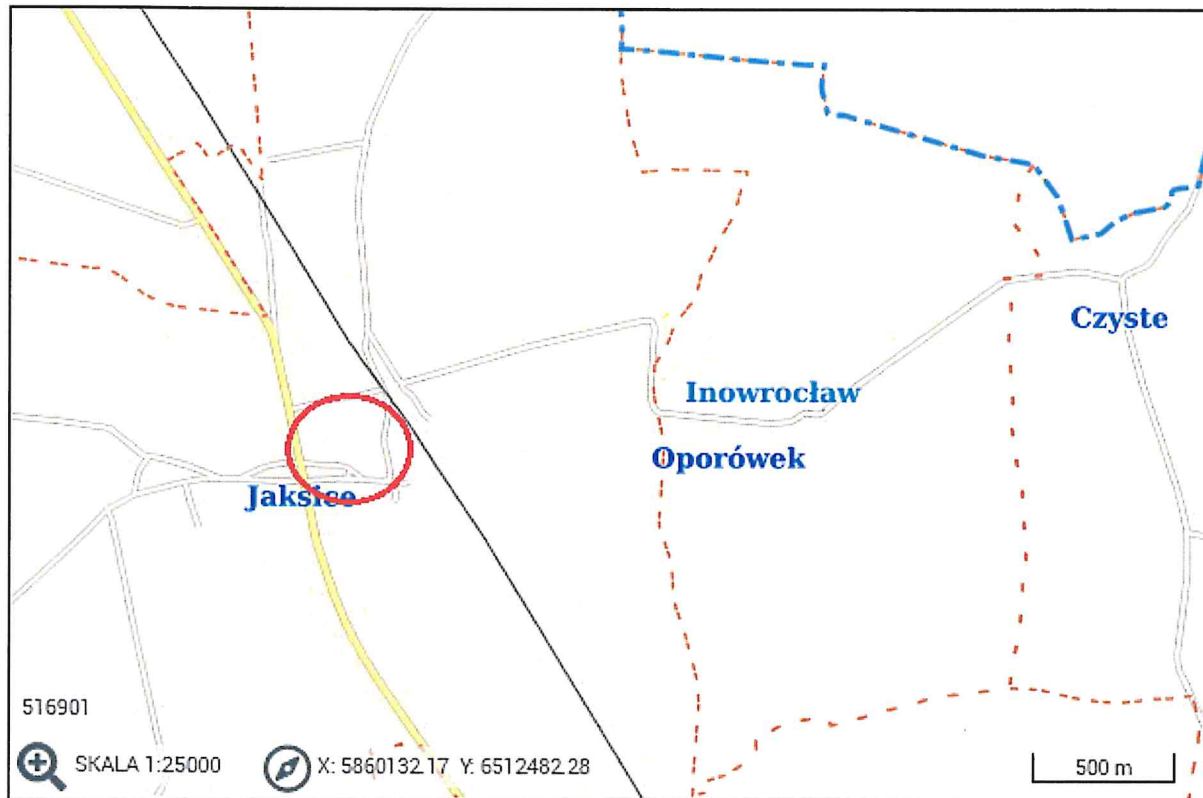 Czyste
Inowrocław
Oporówek
Jaksice
516901
SKALA 1:25000
X: 5860132.17 Y: 6512482.28
500 m